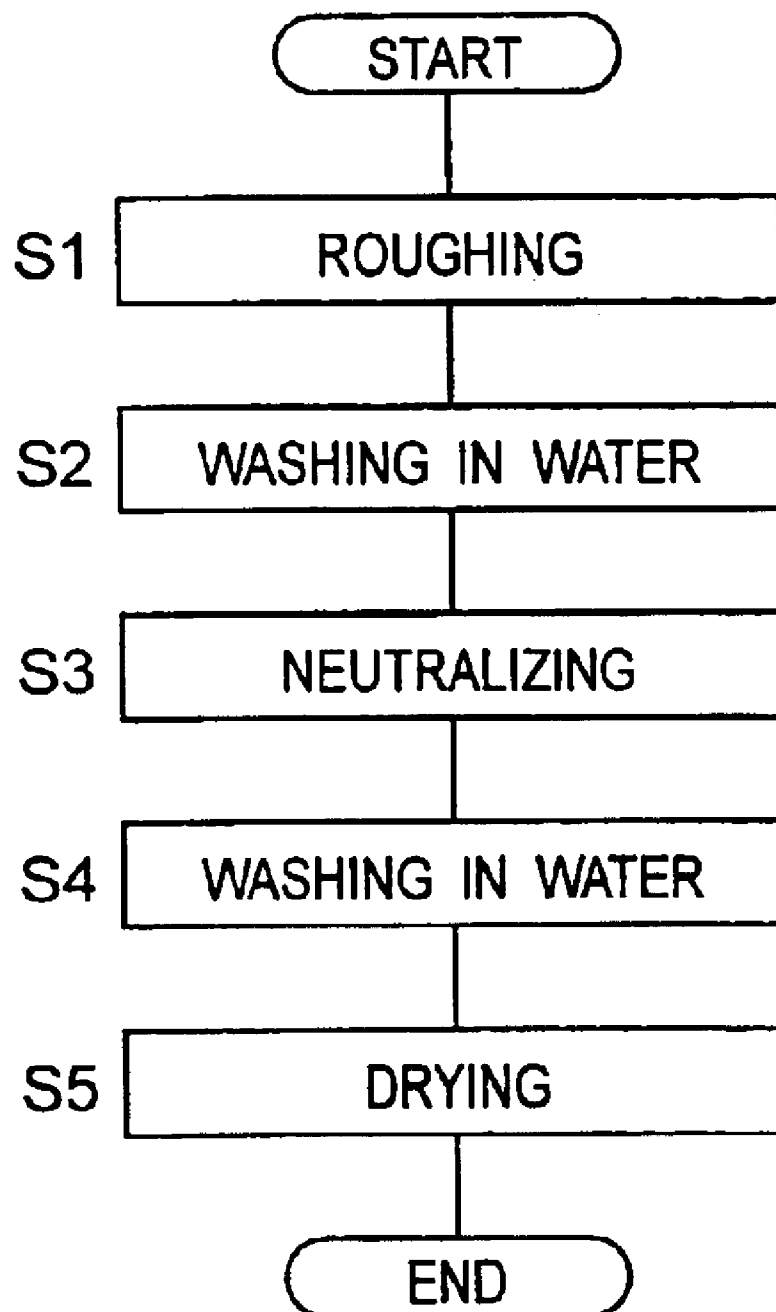 START
S1 ROUGHING
S2 WASHING IN WATER
S3 NEUTRALIZING
S4 WASHING IN WATER
S5 DRYING
END